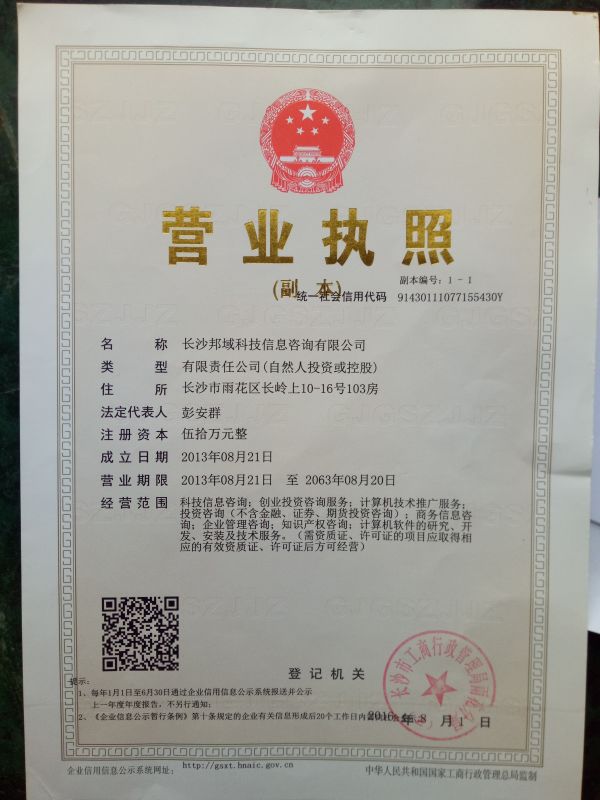 营业执照
(副 本)
副本编号：1-1
统一社会信用代码 91430111077155430Y
名 称 长沙邦域科技信息咨询有限公司
类 型 有限责任公司(自然人投资或控股)
住 所 长沙市雨花区长岭上10-16号103房
法定代表人 彭安群
注册资本 伍拾万元整
成立日期 2013年08月21日
营业期限 2013年08月21日 至 2063年08月20日
经营范围 科技信息咨询；创业投资咨询服务；计算机技术推广服务；
投资咨询（不含金融、证券、期货投资咨询）；商务信息咨
询；企业管理咨询；知识产权咨询；计算机软件的研究、开
发、安装及技术服务。（需资质证、许可证的项目应取得相
应的有效资质证、许可证后方可经营）
登记机关
长沙市工商行政管理局
提示：
1、每年1月1日至6月30日通过企业信用信息公示系统报送并公示
上一年度年度报告，不另行通知；
2、《企业信息公示暂行条例》第十条规定的企业有关信息形成后20个工作日内
年 8 月 1 日
企业信用信息公示系统网址：
http://gsxt.hnaic.gov.cn
中华人民共和国国家工商行政管理总局监制